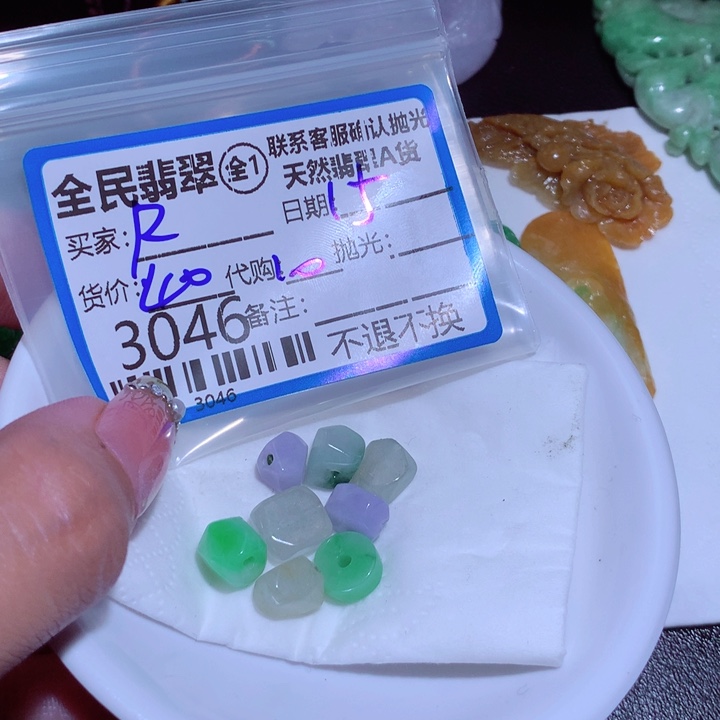 全民翡翠 全1 联系客服确认抛光
天然翡翠A货
买家: R 日期: 15
货价: 460 代购 10 抛光:
3046 备注:
不退不换
3046